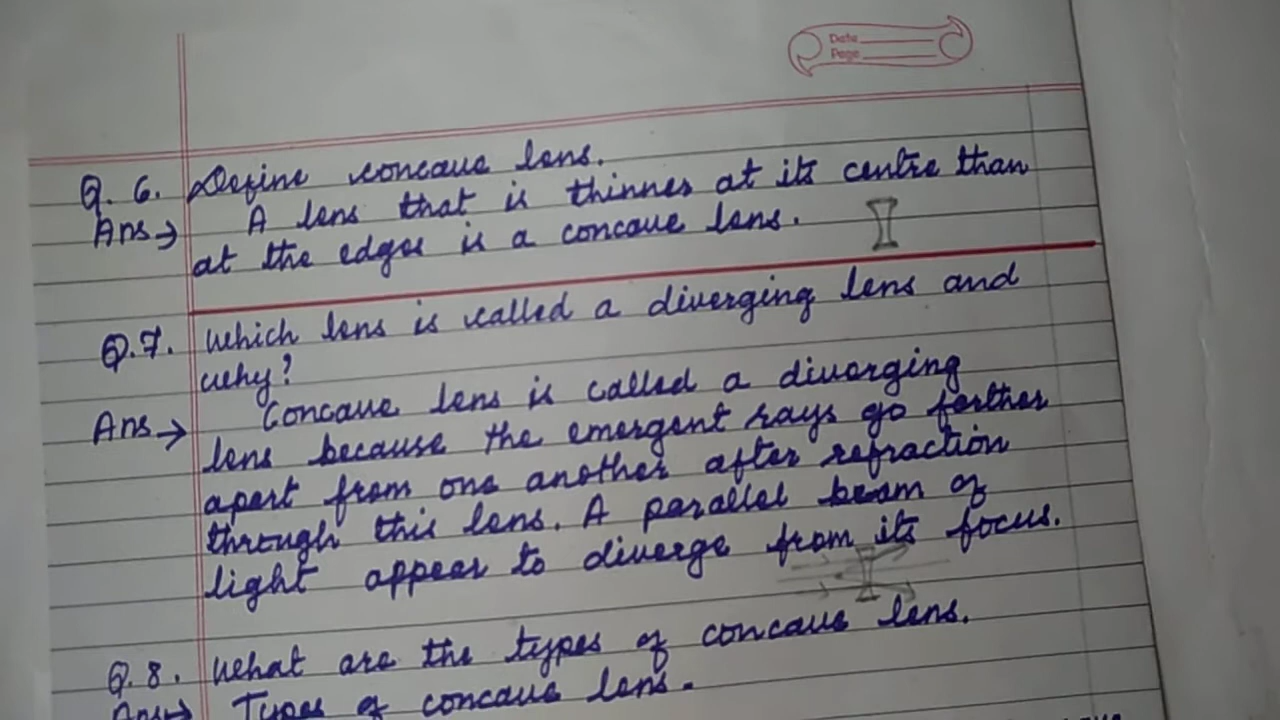 Date
Page
Q. 6. Define concave lens.
Ans → A lens that is thinner at its centre than
at the edges is a concave lens.
Q.7. Which lens is called a diverging lens and
why?
Ans → Concave lens is called a diverging
lens because the emergent rays go farther
apart from one another after refraction
through this lens. A parallel beam of
light appear to diverge from its focus.
Q.8. What are the types of concave lens.
Ans → Types of concave lens.